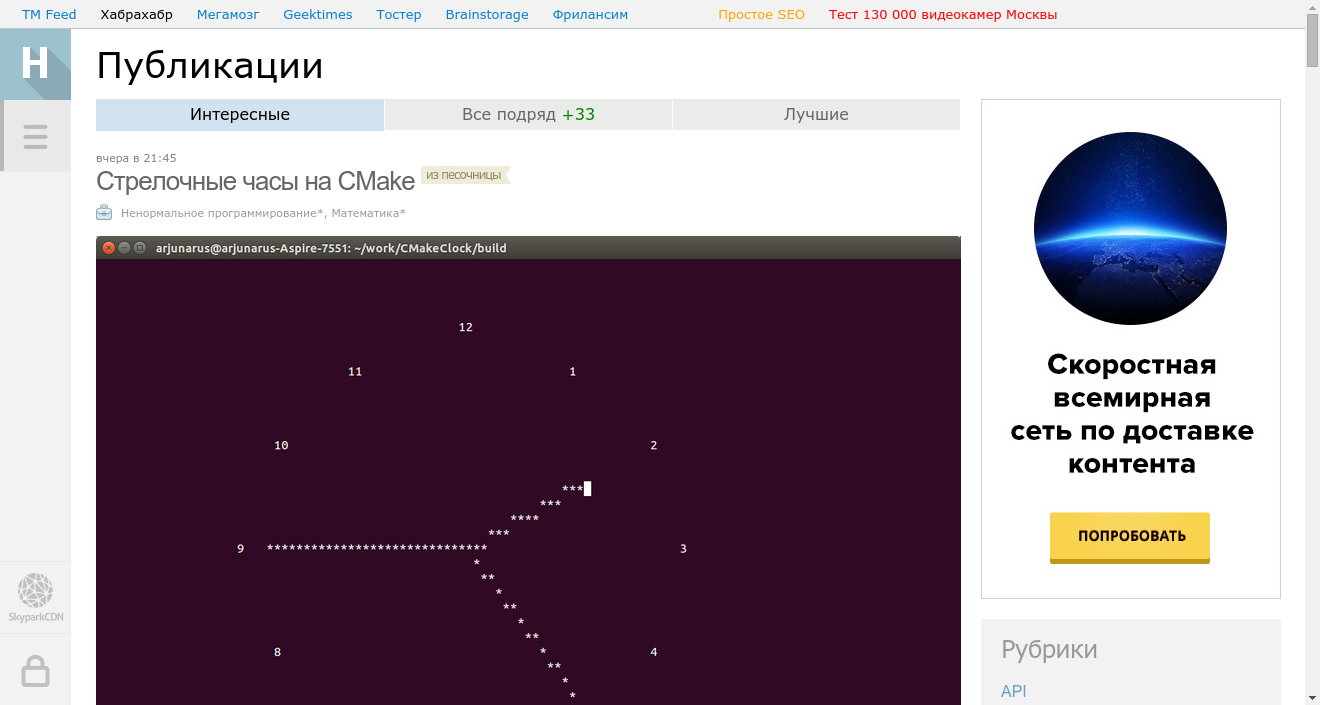 TM Feed Хабрахабр Мегамозг Geektimes Тостер Brainstorage Фрилансим Простое SEO Тест 130 000 видеокамер Москвы
H
Публикации
Интересные Все подряд +33 Лучшие
вчера в 21:45
Стрелочные часы на CMake из песочницы
Ненормальное программирование*, Математика*
arjunarus@arjunarus-Aspire-7551: ~/work/CMakeClock/build
12
11 1
10 2
***
***
****
***
9 ****************************** 3
*
**
*
**
*
**
8 * 4
**
*
*
Скоростная
всемирная
сеть по доставке
контента
ПОПРОБОВАТЬ
SkyparkCDN
Рубрики
API